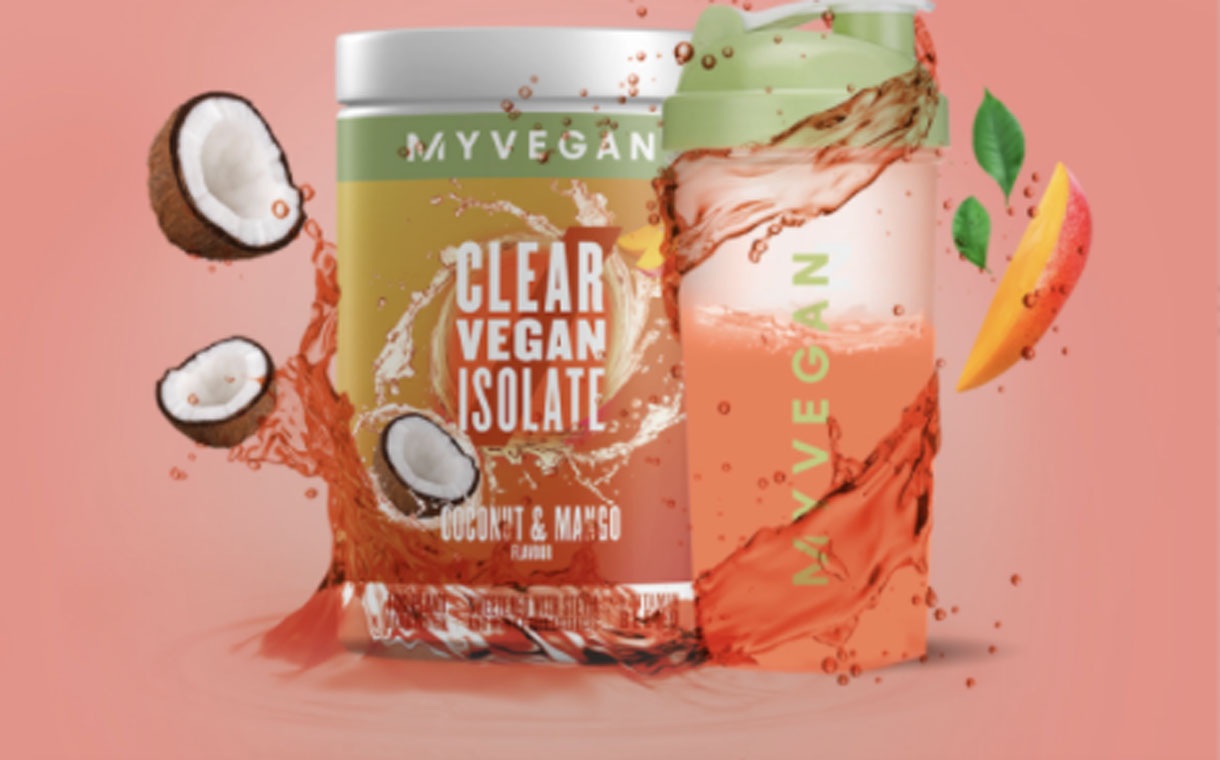 MYVEGAN
CLEAR
VEGAN
ISOLATE
COCONUT & MANGO
FLAVOUR
MYVEGAN